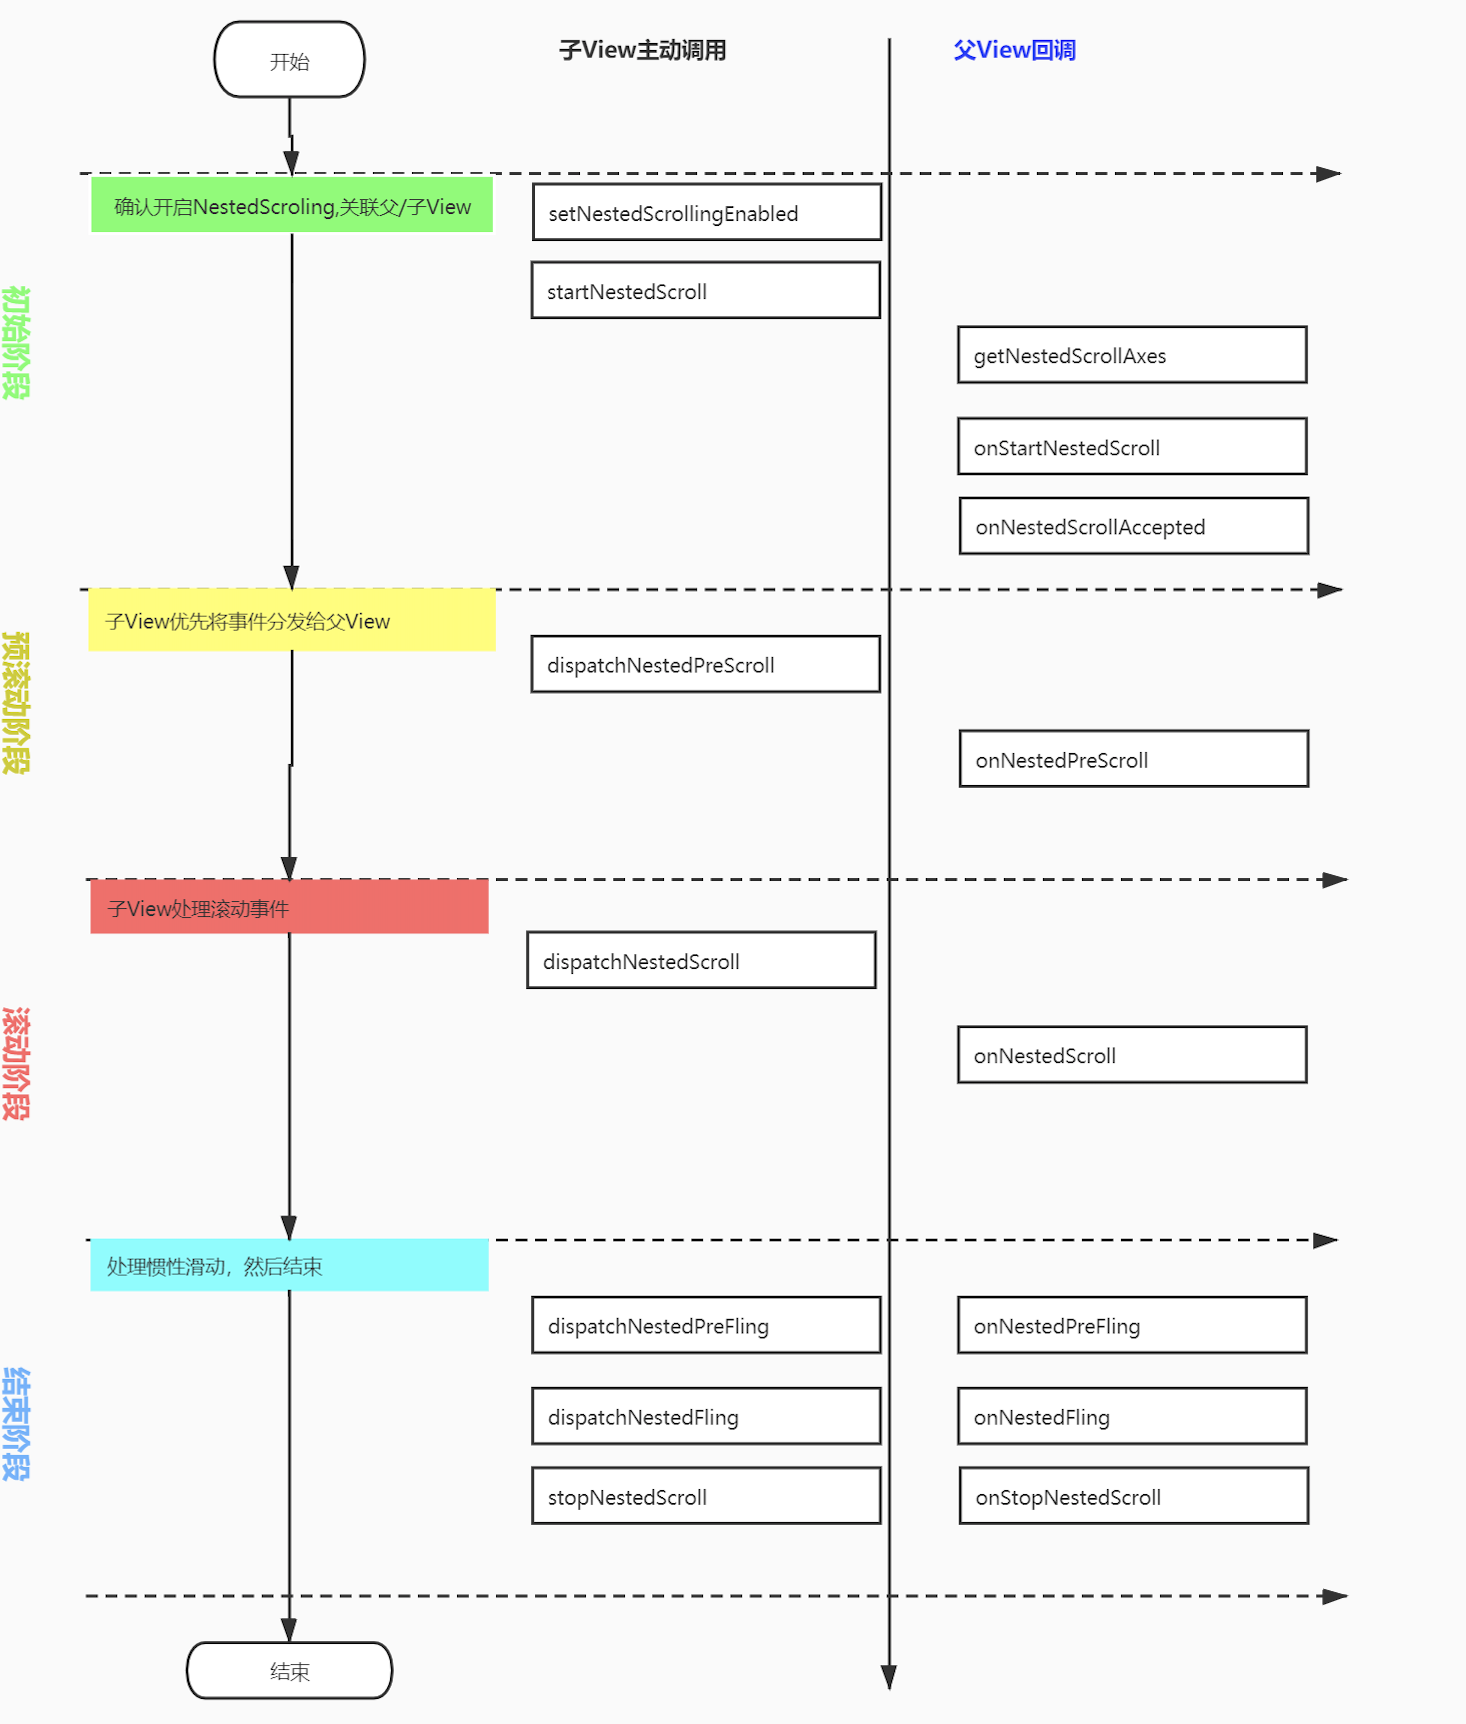 开始
子View主动调用
父View回调
初始阶段
确认开启NestedScroling,关联父/子View
setNestedScrollingEnabled
startNestedScroll
getNestedScrollAxes
onStartNestedScroll
onNestedScrollAccepted
预滚动阶段
子View优先将事件分发给父View
dispatchNestedPreScroll
onNestedPreScroll
滚动阶段
子View处理滚动事件
dispatchNestedScroll
onNestedScroll
结束阶段
处理惯性滑动，然后结束
dispatchNestedPreFling
onNestedPreFling
dispatchNestedFling
onNestedFling
stopNestedScroll
onStopNestedScroll
结束